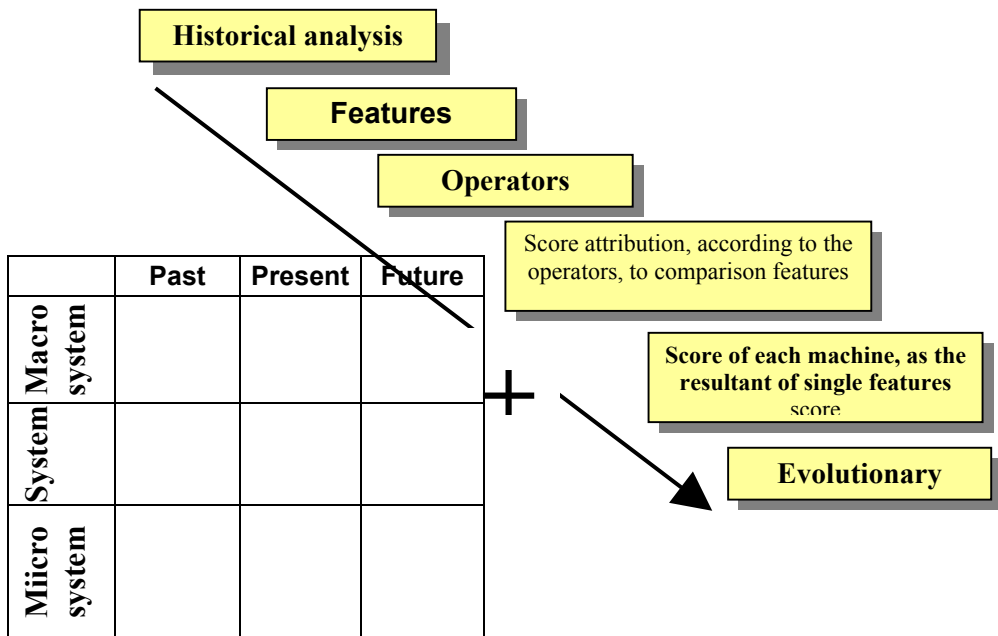 Historical analysis
Features
Operators
Score attribution, according to the
operators, to comparison features
Score of each machine, as the
resultant of single features
score
Evolutionary
Past Present Future
Macro
system
System
Miicro
system
+